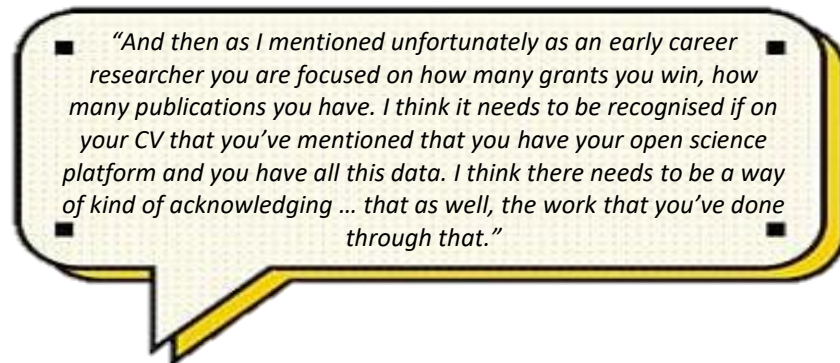 “And then as I mentioned unfortunately as an early career
researcher you are focused on how many grants you win, how
many publications you have. I think it needs to be recognised if on
your CV that you’ve mentioned that you have your open science
platform and you have all this data. I think there needs to be a way
of kind of acknowledging … that as well, the work that you’ve done
through that.”